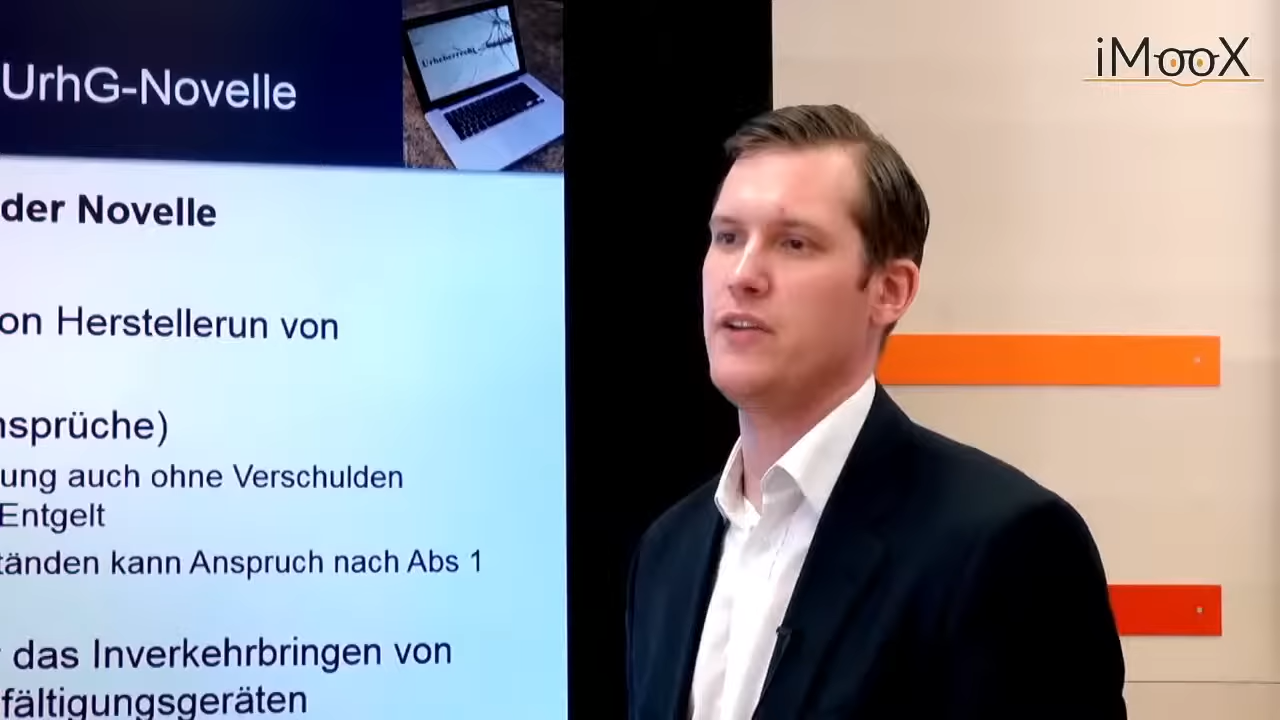 iMooX
UrhG-Novelle
Urheberrecht
der Novelle
on Herstellerun von
nsprüche)
ung auch ohne Verschulden
Entgelt
tänden kann Anspruch nach Abs 1
das Inverkehrbringen von
fältigungsgeräten